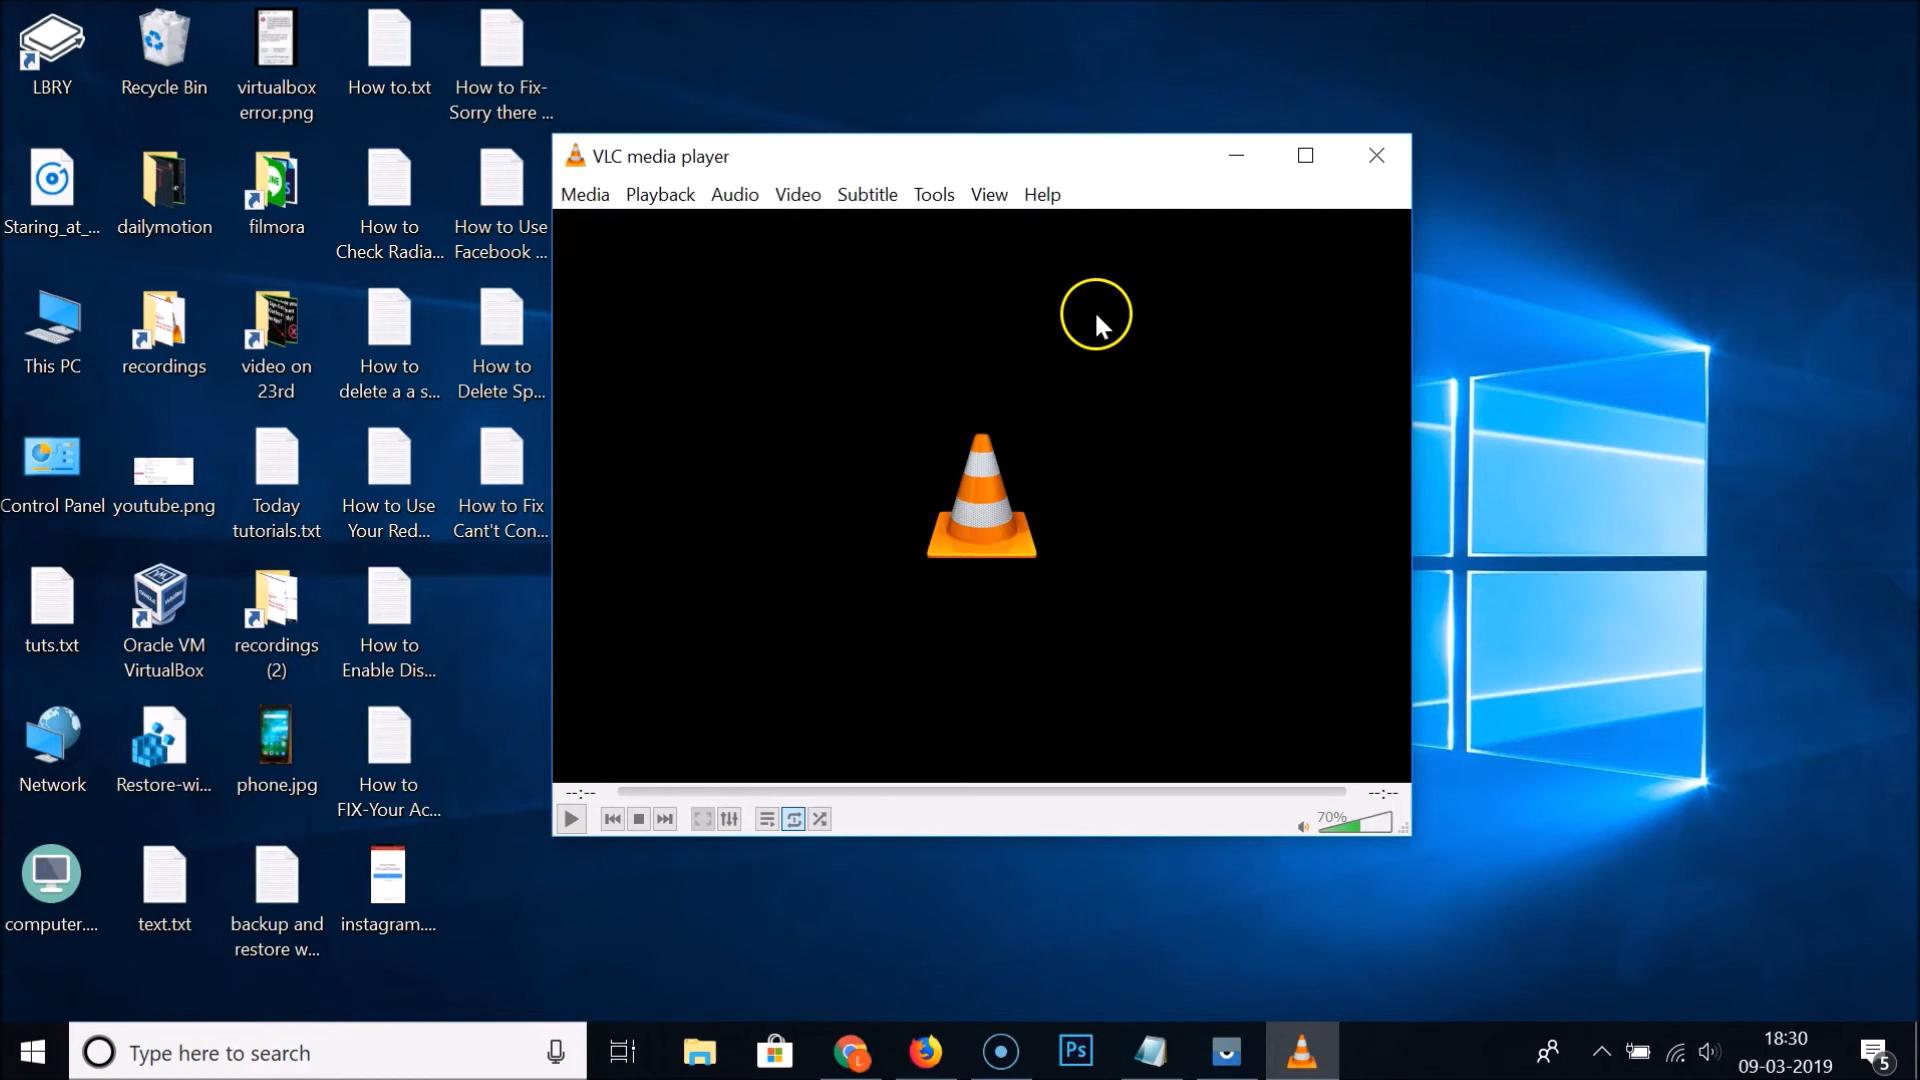 LBRY
Recycle Bin
virtualbox
error.png
How to.txt
How to Fix-
Sorry there ...
Staring_at_...
dailymotion
filmora
How to
Check Radia...
How to Use
Facebook ...
This PC
recordings
video on
23rd
How to
delete a a s...
How to
Delete Sp...
Control Panel
youtube.png
Today
tutorials.txt
How to Use
Your Red...
How to Fix
Cant't Con...
tuts.txt
Oracle VM
VirtualBox
recordings
(2)
How to
Enable Dis...
Network
Restore-wi...
phone.jpg
How to
FIX-Your Ac...
computer....
text.txt
backup and
restore w...
instagram....
VLC media player
Media Playback Audio Video Subtitle Tools View Help
--:-- --:--
70%
Type here to search
Ps
L
18:30
09-03-2019
5